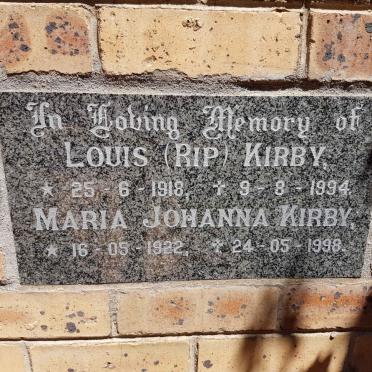 In Loving Memory of
LOUIS (RIP) KIRBY,
★ 25-6-1918, ✝ 9-8-1994.
MARIA JOHANNA KIRBY,
★ 16-05-1922, ✝ 24-05-1998.